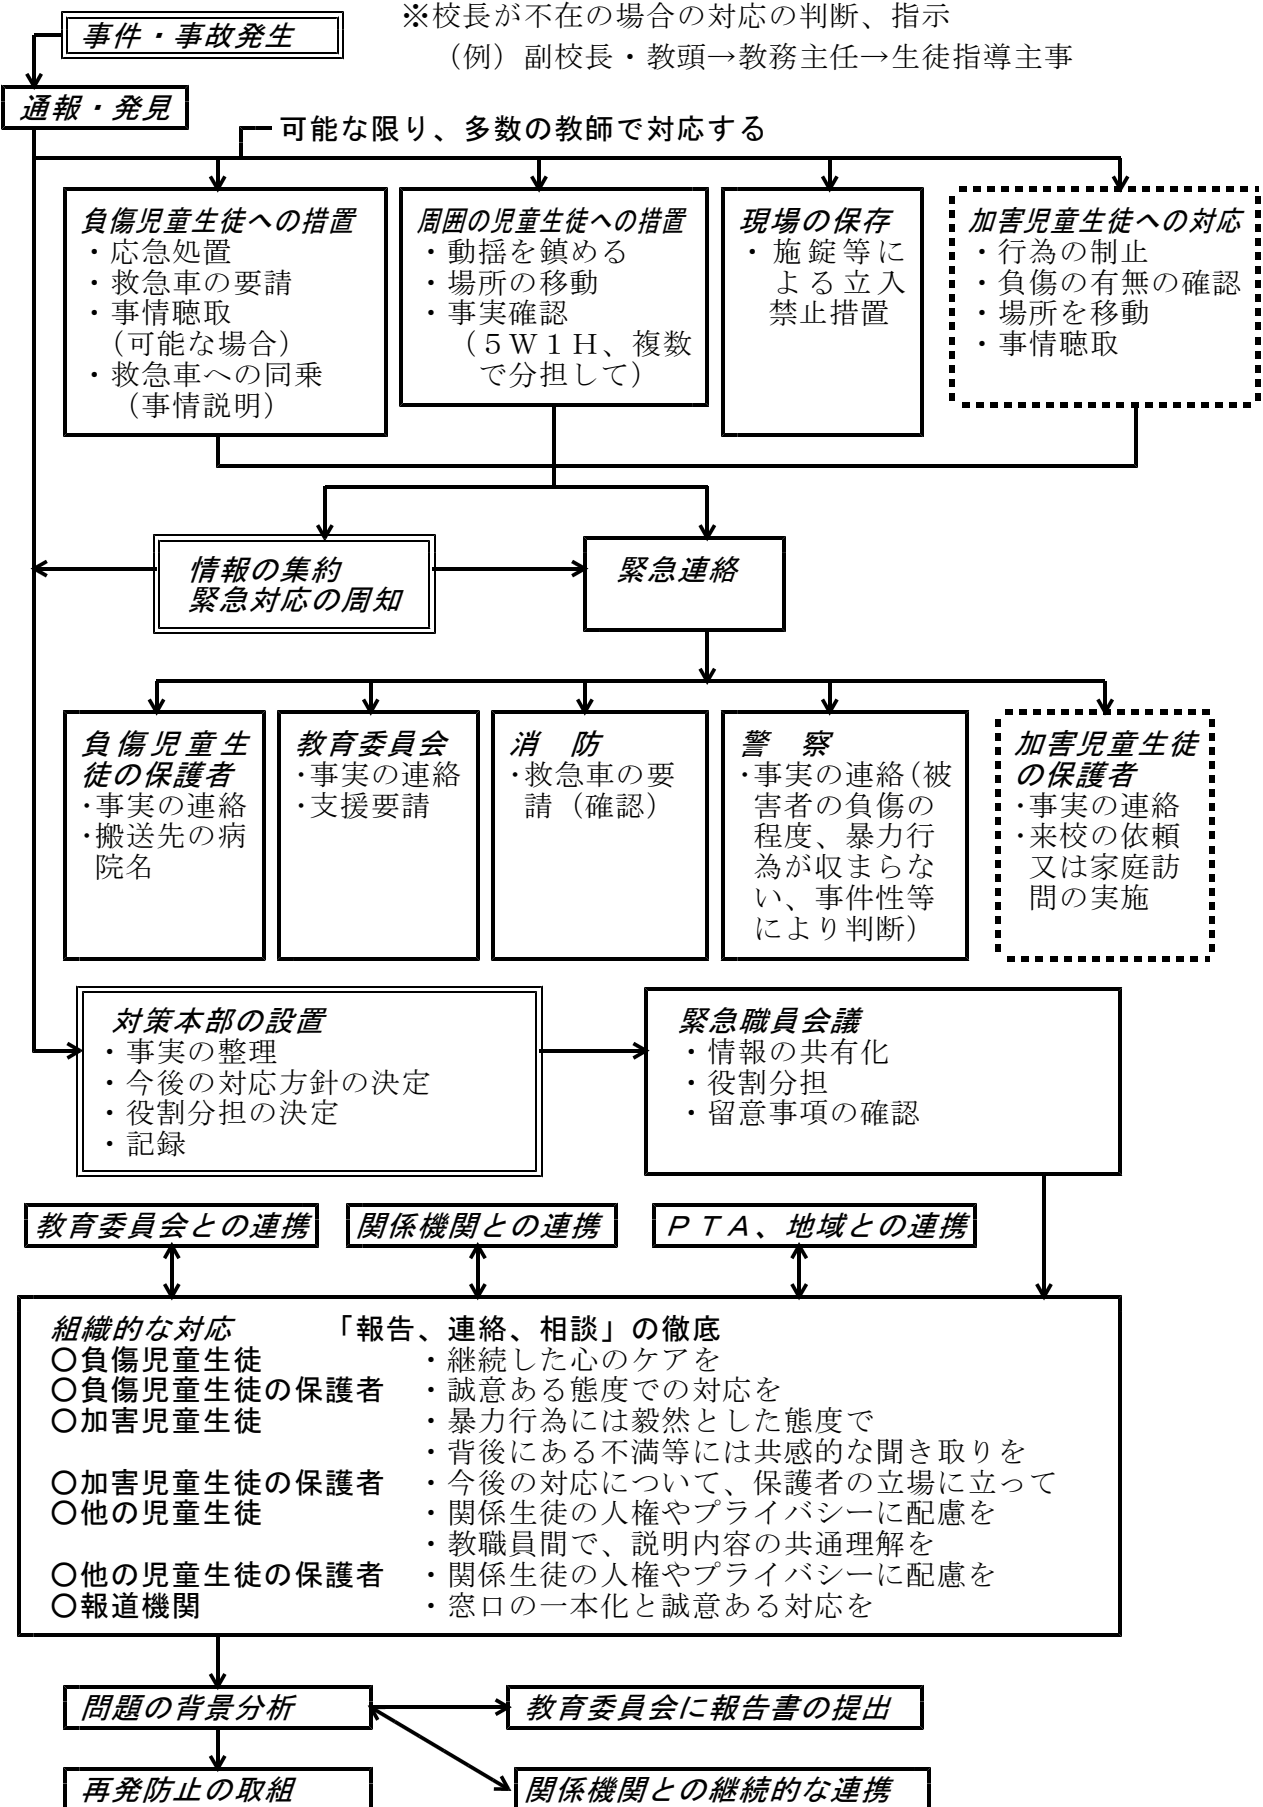 ※校長が不在の場合の対応の判断、指示
（例）副校長・教頭→教務主任→生徒指導主事
事件・事故発生
通報・発見
可能な限り、多数の教師で対応する
負傷児童生徒への措置
・応急処置
・救急車の要請
・事情聴取
（可能な場合）
・救急車への同乗
（事情説明）
周囲の児童生徒への措置
・動揺を鎮める
・場所の移動
・事実確認
（５Ｗ１Ｈ、複数
で分担して）
現場の保存
・施錠等に
よる立入
禁止措置
加害児童生徒への対応
・行為の制止
・負傷の有無の確認
・場所を移動
・事情聴取
情報の集約
緊急対応の周知
緊急連絡
負傷児童生
徒の保護者
・事実の連絡
・搬送先の病
院名
教育委員会
・事実の連絡
・支援要請
消　防
・救急車の要
請（確認）
警　察
・事実の連絡（被
害者の負傷の
程度、暴力行
為が収まらな
い、事件性等
により判断）
加害児童生徒
の保護者
・事実の連絡
・来校の依頼
又は家庭訪
問の実施
対策本部の設置
・事実の整理
・今後の対応方針の決定
・役割分担の決定
・記録
緊急職員会議
・情報の共有化
・役割分担
・留意事項の確認
教育委員会との連携
関係機関との連携
ＰＴＡ、地域との連携
組織的な対応　「報告、連絡、相談」の徹底
○負傷児童生徒　・継続した心のケアを
○負傷児童生徒の保護者　・誠意ある態度での対応を
○加害児童生徒　・暴力行為には毅然とした態度で
・背後にある不満等には共感的な聞き取りを
○加害児童生徒の保護者　・今後の対応について、保護者の立場に立って
○他の児童生徒　・関係生徒の人権やプライバシーに配慮を
・教職員間で、説明内容の共通理解を
○他の児童生徒の保護者　・関係生徒の人権やプライバシーに配慮を
○報道機関　・窓口の一本化と誠意ある対応を
問題の背景分析
教育委員会に報告書の提出
再発防止の取組
関係機関との継続的な連携